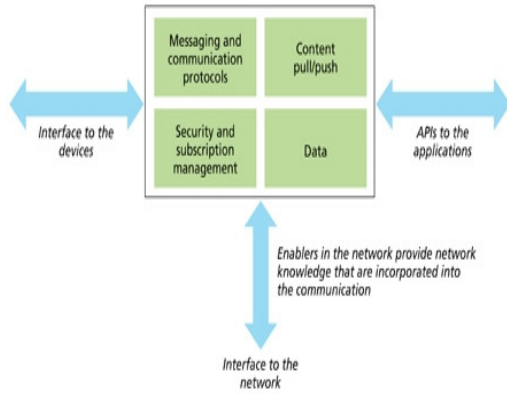 Messaging and
communication
protocols
Content
pull/push
Interface to the
devices
Security and
subscription
management
Data
APIs to the
applications
Enablers in the network provide network
knowledge that are incorporated into
the communication
Interface to the
network